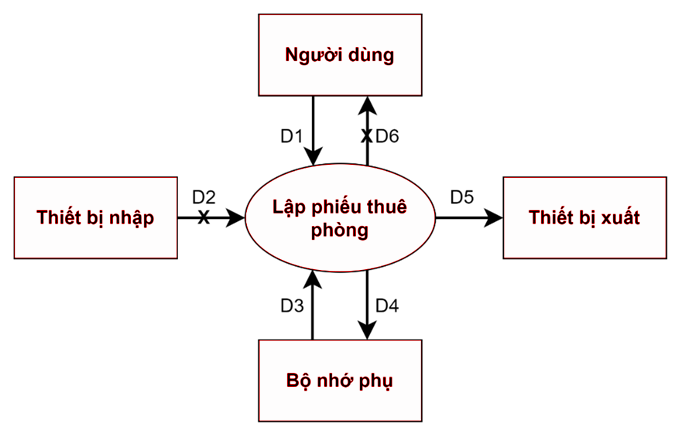 Người dùng
D1
X D6
D2
X
Thiết bị nhập
Lập phiếu thuê
phòng
D5
Thiết bị xuất
D3
D4
Bộ nhớ phụ